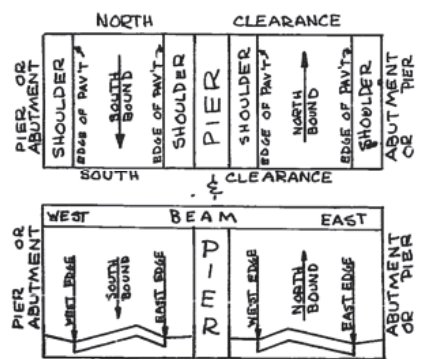 NORTH CLEARANCE
PIER OR ABUTMENT
SHOULDER
EDGE OF PAV'T
SOUTH BOUND
EDGE OF PAV'T
SHOULDER
PIER
SHOULDER
EDGE OF PAV'T
NORTH BOUND
EDGE OF PAV'T
SHOULDER
ABUTMENT OR PIER
SOUTH & CLEARANCE
WEST BEAM EAST
PIER OR ABUTMENT
WEST EDGE
SOUTH BOUND
EAST EDGE
PIER
WEST EDGE
NORTH BOUND
EAST EDGE
ABUTMENT OR PIER